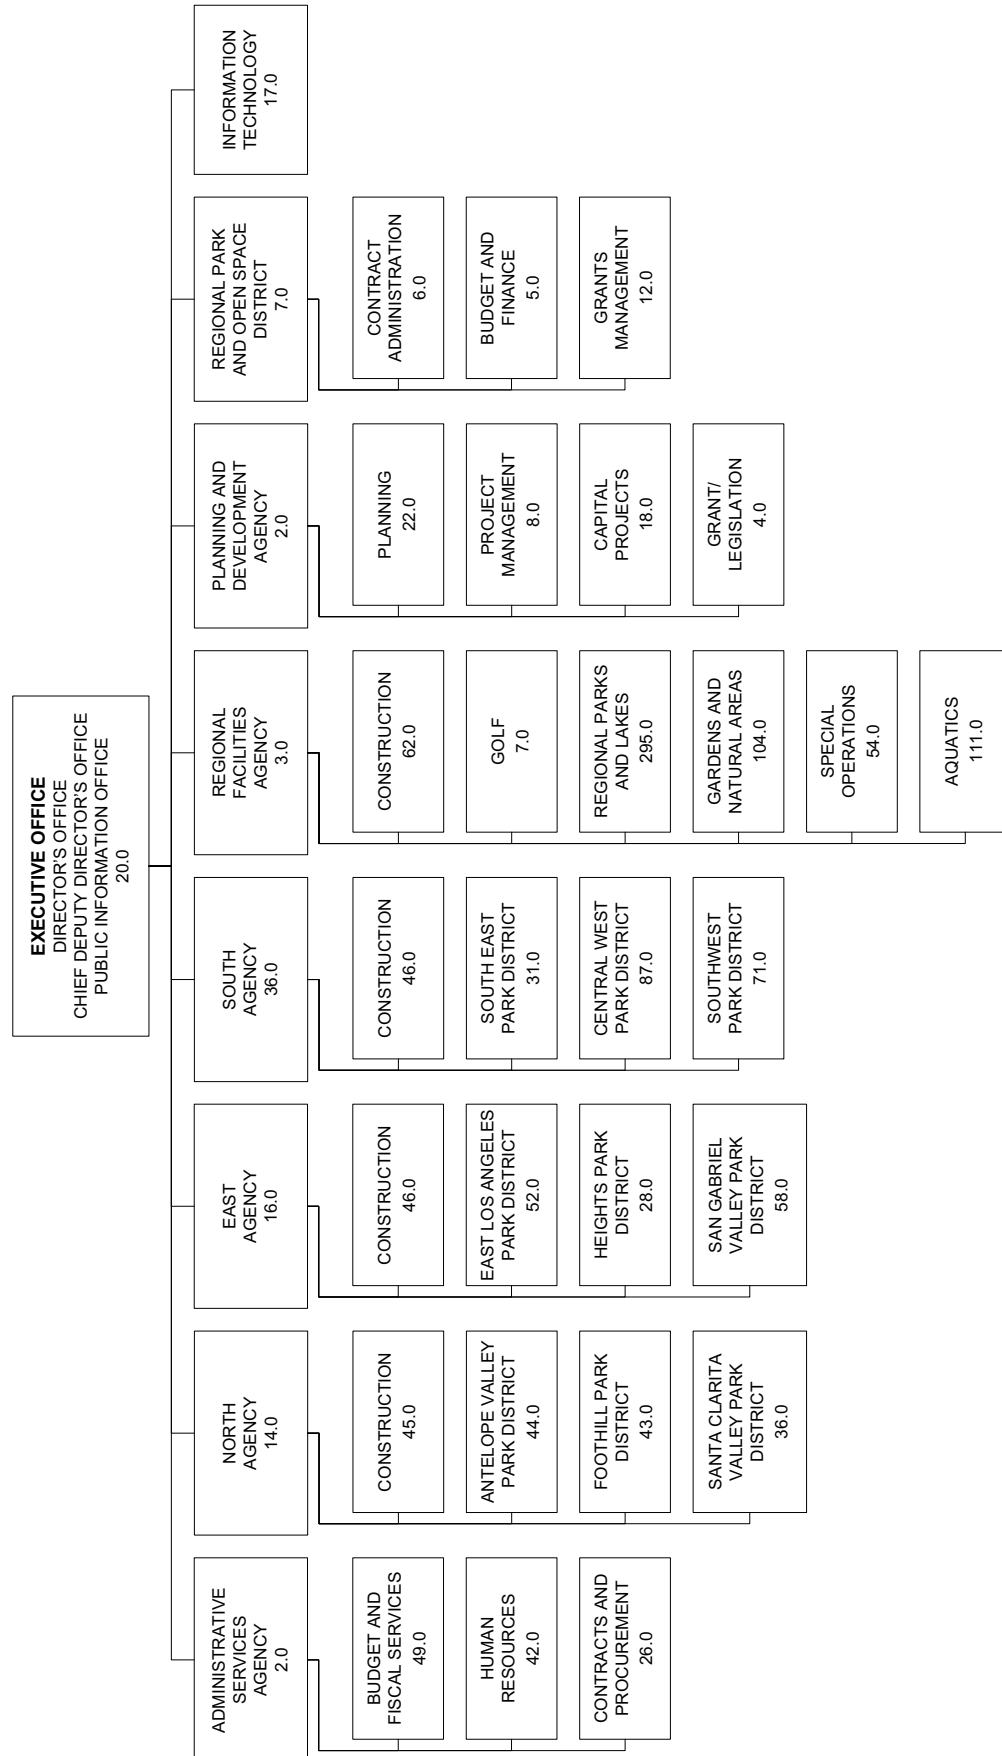 EXECUTIVE OFFICE
DIRECTOR'S OFFICE
CHIEF DEPUTY DIRECTOR'S OFFICE
PUBLIC INFORMATION OFFICE
20.0
ADMINISTRATIVE
SERVICES
AGENCY
2.0
BUDGET AND
FISCAL SERVICES
49.0
HUMAN
RESOURCES
42.0
CONTRACTS AND
PROCUREMENT
26.0
NORTH
AGENCY
14.0
CONSTRUCTION
45.0
ANTELOPE VALLEY
PARK DISTRICT
44.0
FOOTHILL PARK
DISTRICT
43.0
SANTA CLARITA
VALLEY PARK
DISTRICT
36.0
EAST
AGENCY
16.0
CONSTRUCTION
46.0
EAST LOS ANGELES
PARK DISTRICT
52.0
HEIGHTS PARK
DISTRICT
28.0
SAN GABRIEL
VALLEY PARK
DISTRICT
58.0
SOUTH
AGENCY
36.0
CONSTRUCTION
46.0
SOUTH EAST
PARK DISTRICT
31.0
CENTRAL WEST
PARK DISTRICT
87.0
SOUTHWEST
PARK DISTRICT
71.0
REGIONAL
FACILITIES
AGENCY
3.0
CONSTRUCTION
62.0
GOLF
7.0
REGIONAL PARKS
AND LAKES
295.0
GARDENS AND
NATURAL AREAS
104.0
SPECIAL
OPERATIONS
54.0
AQUATICS
111.0
PLANNING AND
DEVELOPMENT
AGENCY
2.0
PLANNING
22.0
PROJECT
MANAGEMENT
8.0
CAPITAL
PROJECTS
18.0
GRANT/
LEGISLATION
4.0
REGIONAL PARK
AND OPEN SPACE
DISTRICT
7.0
CONTRACT
ADMINISTRATION
6.0
BUDGET AND
FINANCE
5.0
GRANTS
MANAGEMENT
12.0
INFORMATION
TECHNOLOGY
17.0